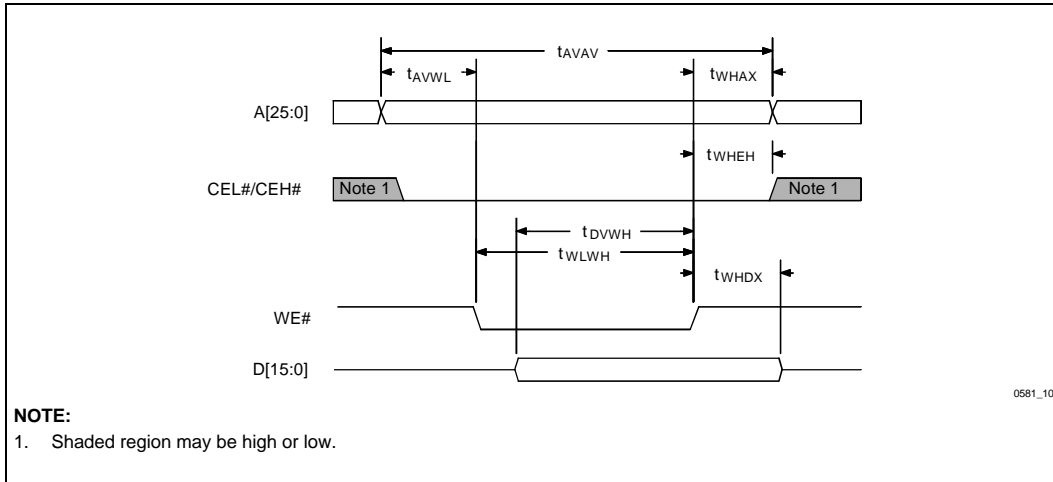 tAVAV
tAVWL
tWHAX
A[25:0]
tWHEH
CEL#/CEH#
Note 1
Note 1
tDVWH
tWLWH
tWHDX
WE#
D[15:0]
0581_10
NOTE:
1. Shaded region may be high or low.